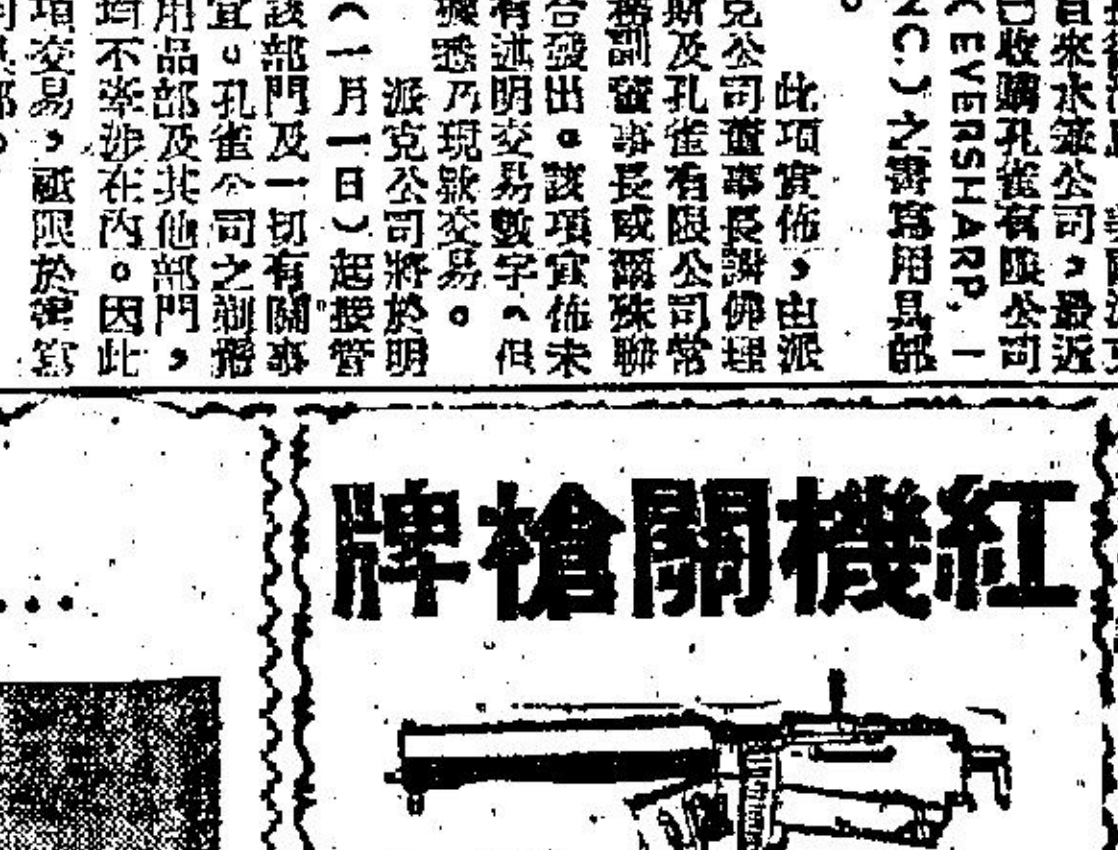 自來水筆公司，最近
已收購孔雀有限公司
(EVERSHARP, I
NC.)之書寫用具部
。
此項宣佈，由派
克公司董事長謝佛理
斯及孔雀有限公司常
務訓董事長威爾殊聯
合發出。該項宣佈未
有述明交易數字，但
據悉乃現欵交易。
派克公司將於明
(一月一日)起接管
該部門及一切有關事
宜。孔雀公司之剃鬍
用品部及其他部門，
均不牽涉在內。因此
項交易，祗限於書寫
紅機關槍牌